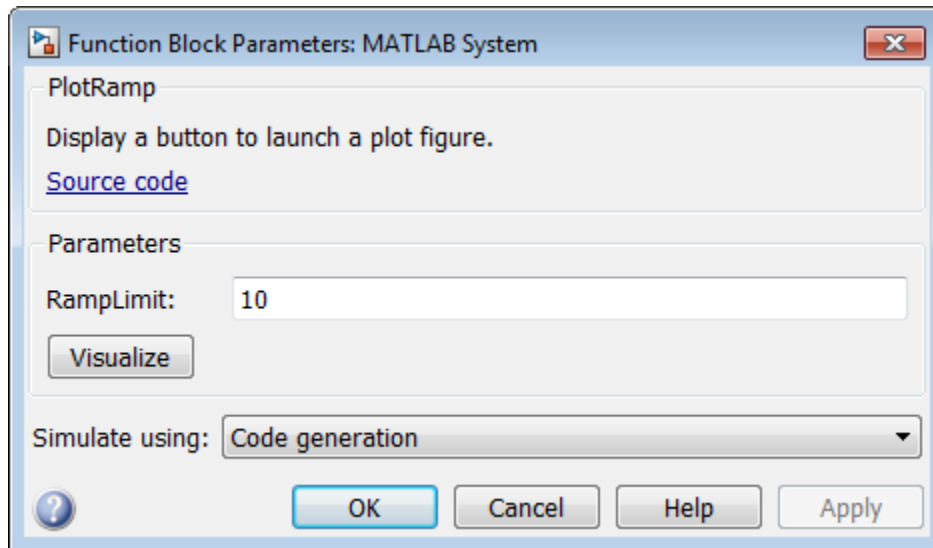 Function Block Parameters: MATLAB System
PlotRamp
Display a button to launch a plot figure.
Source code
Parameters
RampLimit: 10
Visualize
Simulate using: Code generation
? OK Cancel Help Apply